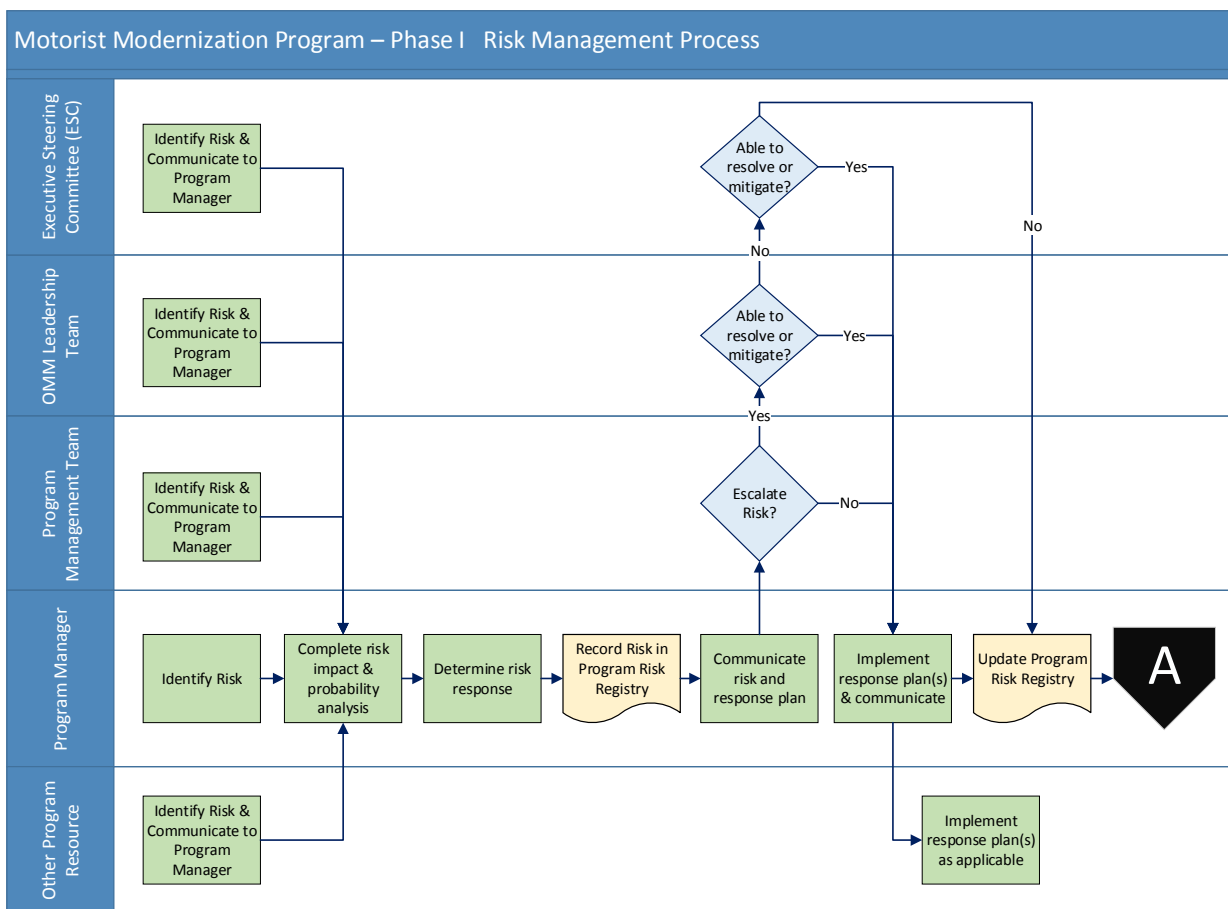 Motorist Modernization Program – Phase I   Risk Management Process
Executive Steering
Committee (ESC)
Identify Risk &
Communicate to
Program
Manager
Able to
resolve or
mitigate?
Yes
No
No
OMM Leadership
Team
Identify Risk &
Communicate to
Program
Manager
Able to
resolve or
mitigate?
Yes
Yes
Program
Management Team
Identify Risk &
Communicate to
Program
Manager
Escalate
Risk?
No
Program Manager
Identify Risk
Complete risk
impact &
probability
analysis
Determine risk
response
Record Risk in
Program Risk
Registry
Communicate
risk and
response plan
Implement
response plan(s)
& communicate
Update Program
Risk Registry
A
Other Program
Resource
Identify Risk &
Communicate to
Program
Manager
Implement
response plan(s)
as applicable